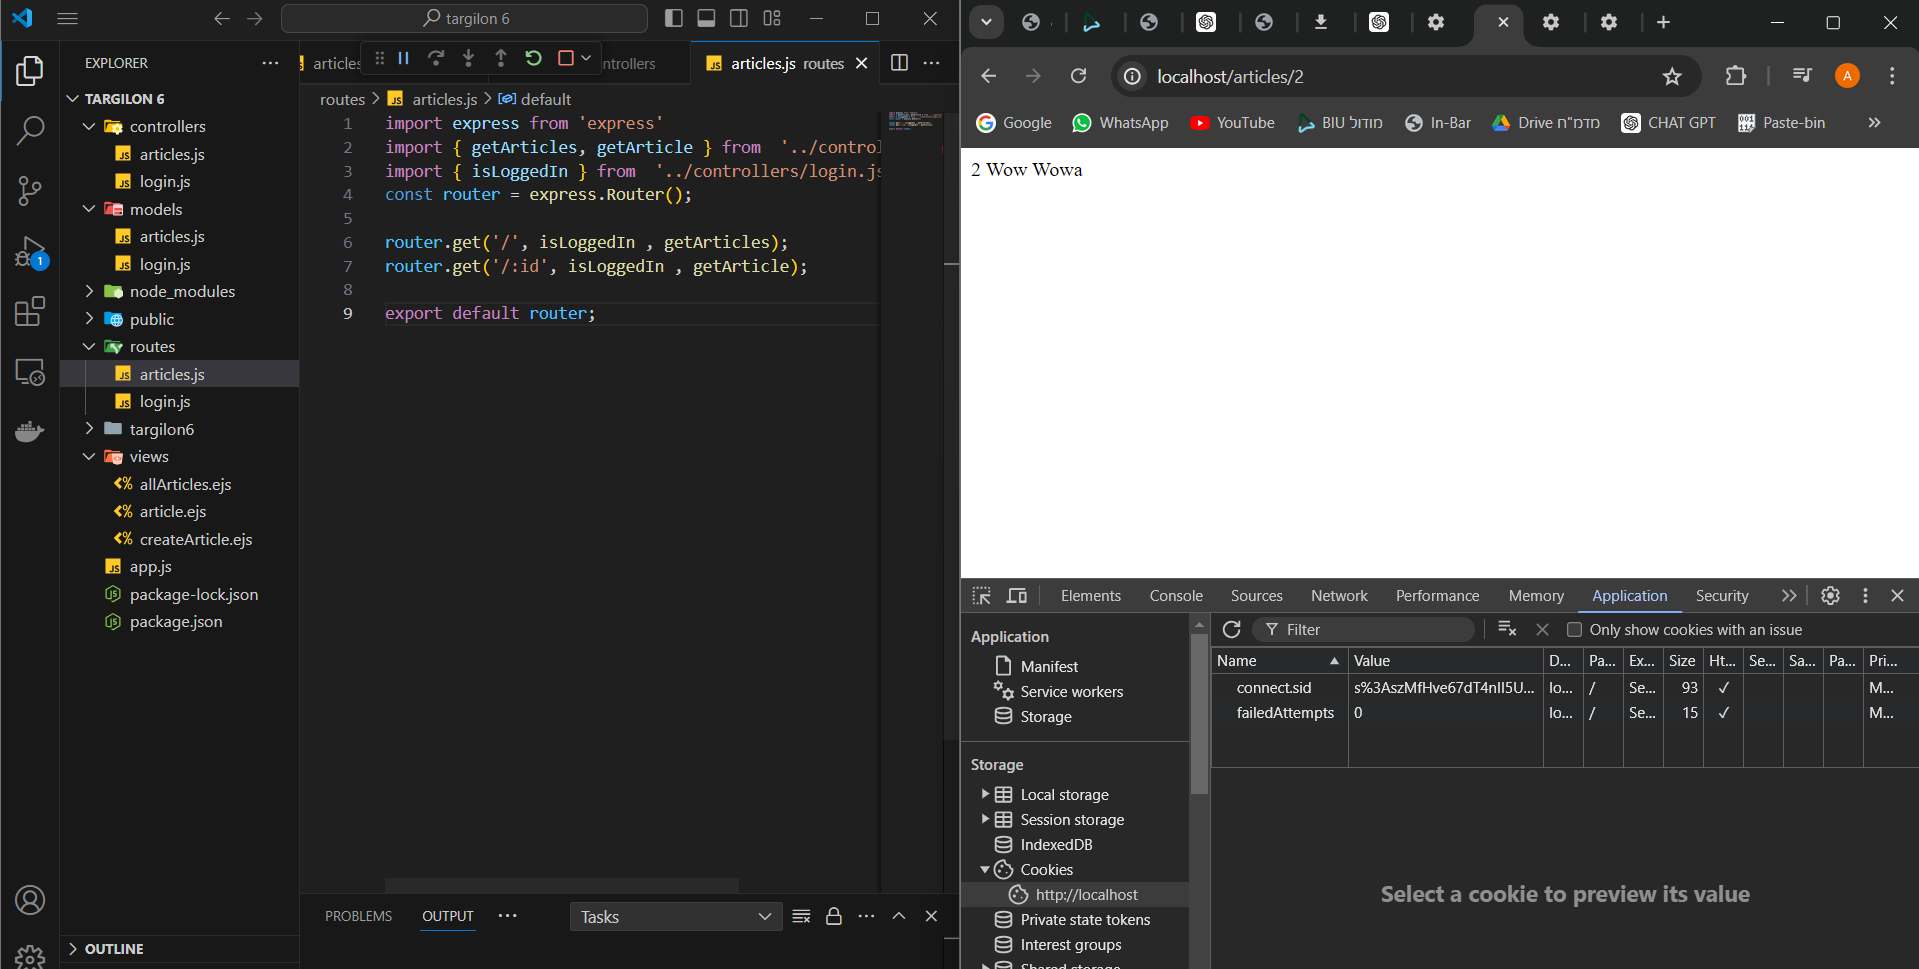 targilon 6
EXPLORER
TARGILON 6
controllers
articles.js
login.js
models
articles.js
login.js
node_modules
public
routes
articles.js
login.js
targilon6
views
allArticles.ejs
article.ejs
createArticle.ejs
app.js
package-lock.json
package.json
OUTLINE
articles.js routes
routes > articles.js > default
1 import express from 'express'
2 import { getArticles, getArticle } from '../control
3 import { isLoggedIn } from '../controllers/login.js
4 const router = express.Router();
5
6 router.get('/', isLoggedIn , getArticles);
7 router.get('/:id', isLoggedIn , getArticle);
8
9 export default router;
PROBLEMS OUTPUT ... Tasks
localhost/articles/2
A
Google WhatsApp YouTube מודול BIU In-Bar Drive מדמ"ח CHAT GPT Paste-bin
2 Wow Wowa
Elements Console Sources Network Performance Memory Application Security
Application
Manifest
Service workers
Storage
Storage
Local storage
Session storage
IndexedDB
Cookies
http://localhost
Private state tokens
Interest groups
Shared storage
Filter Only show cookies with an issue
Name Value D... Pa... Ex... Size Ht... Se... Sa... Pa... Pri...
connect.sid s%3AszMfHve67dT4nII5U... lo... / Se... 93 ✓ M...
failedAttempts 0 lo... / Se... 15 ✓ M...
Select a cookie to preview its value